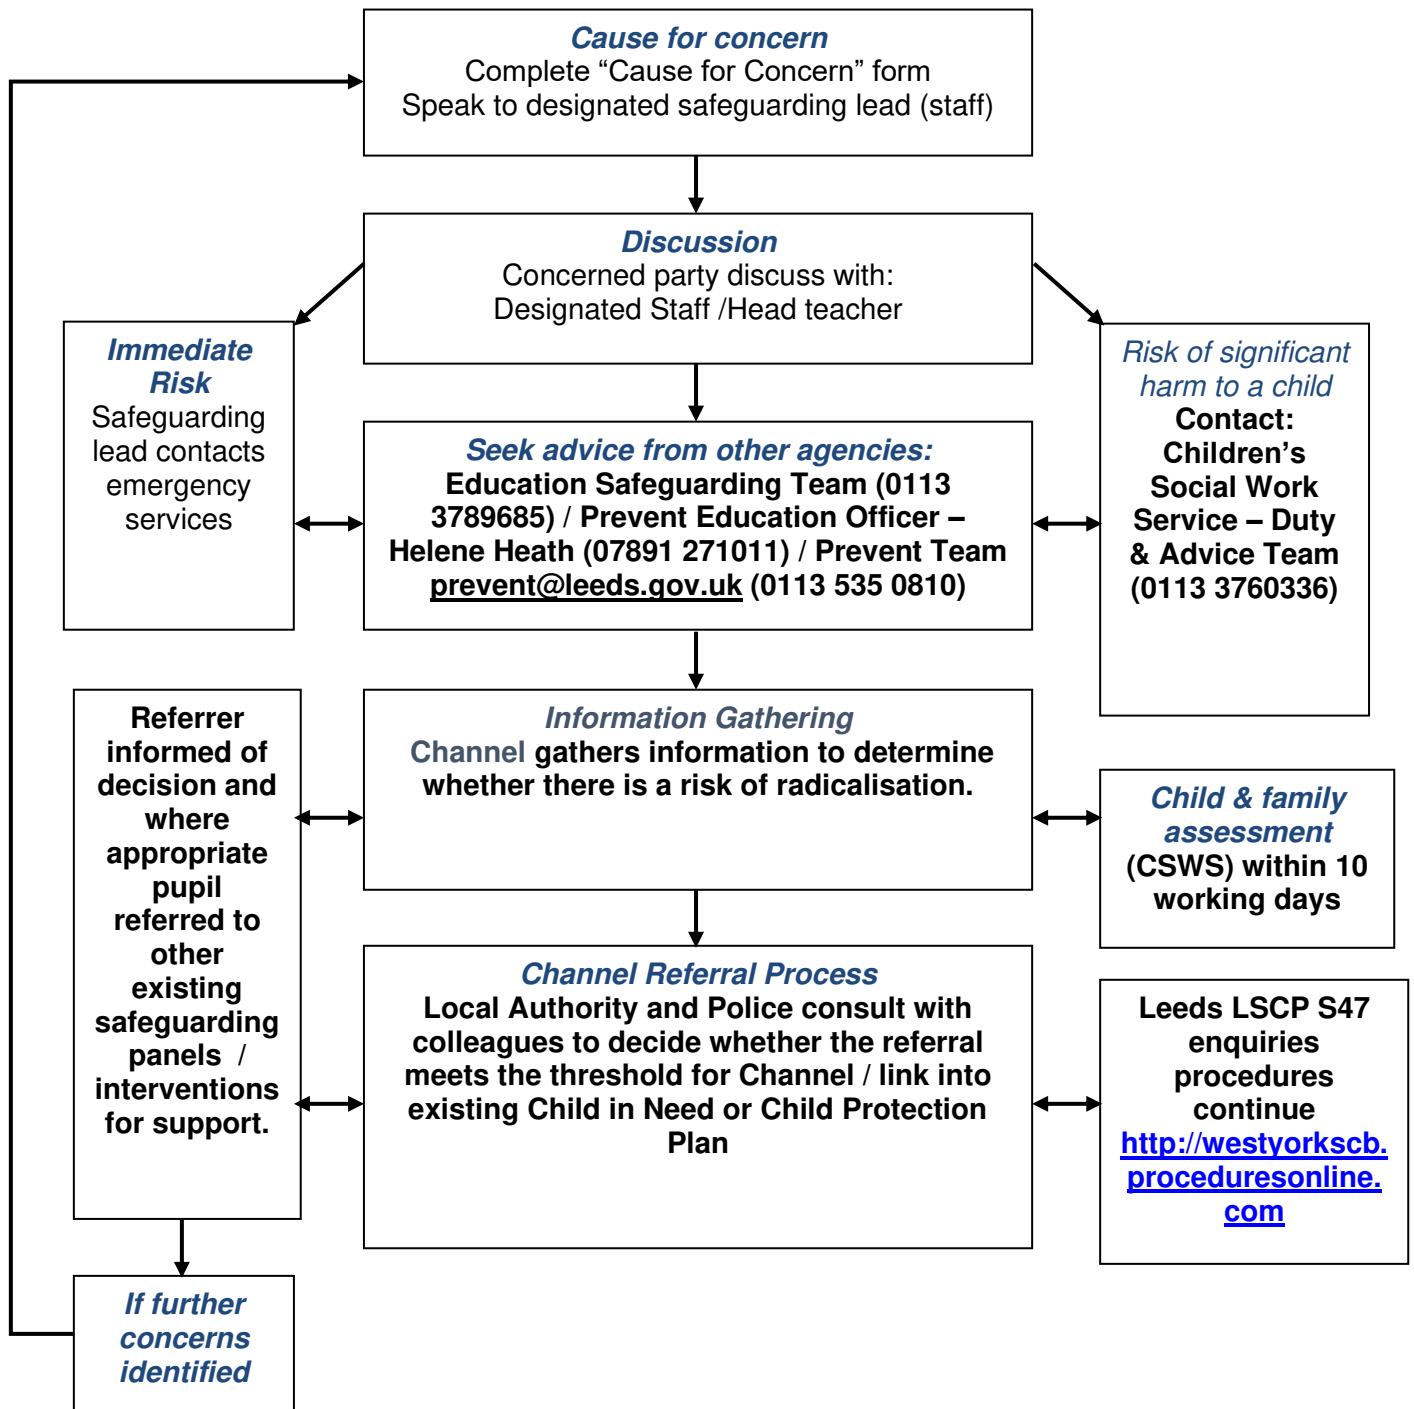 Cause for concern
Complete “Cause for Concern” form
Speak to designated safeguarding lead (staff)
Discussion
Concerned party discuss with:
Designated Staff /Head teacher
Immediate
Risk
Safeguarding
lead contacts
emergency
services
Seek advice from other agencies:
Education Safeguarding Team (0113
3789685) / Prevent Education Officer –
Helene Heath (07891 271011) / Prevent Team
prevent@leeds.gov.uk (0113 535 0810)
Risk of significant
harm to a child
Contact:
Children’s
Social Work
Service – Duty
& Advice Team
(0113 3760336)
Referrer
informed of
decision and
where
appropriate
pupil
referred to
other
existing
safeguarding
panels /
interventions
for support.
Information Gathering
Channel gathers information to determine
whether there is a risk of radicalisation.
Child & family
assessment
(CSWS) within 10
working days
Channel Referral Process
Local Authority and Police consult with
colleagues to decide whether the referral
meets the threshold for Channel / link into
existing Child in Need or Child Protection
Plan
Leeds LSCP S47
enquiries
procedures
continue
http://westyorkscb.
proceduresonline.
com
If further
concerns
identified